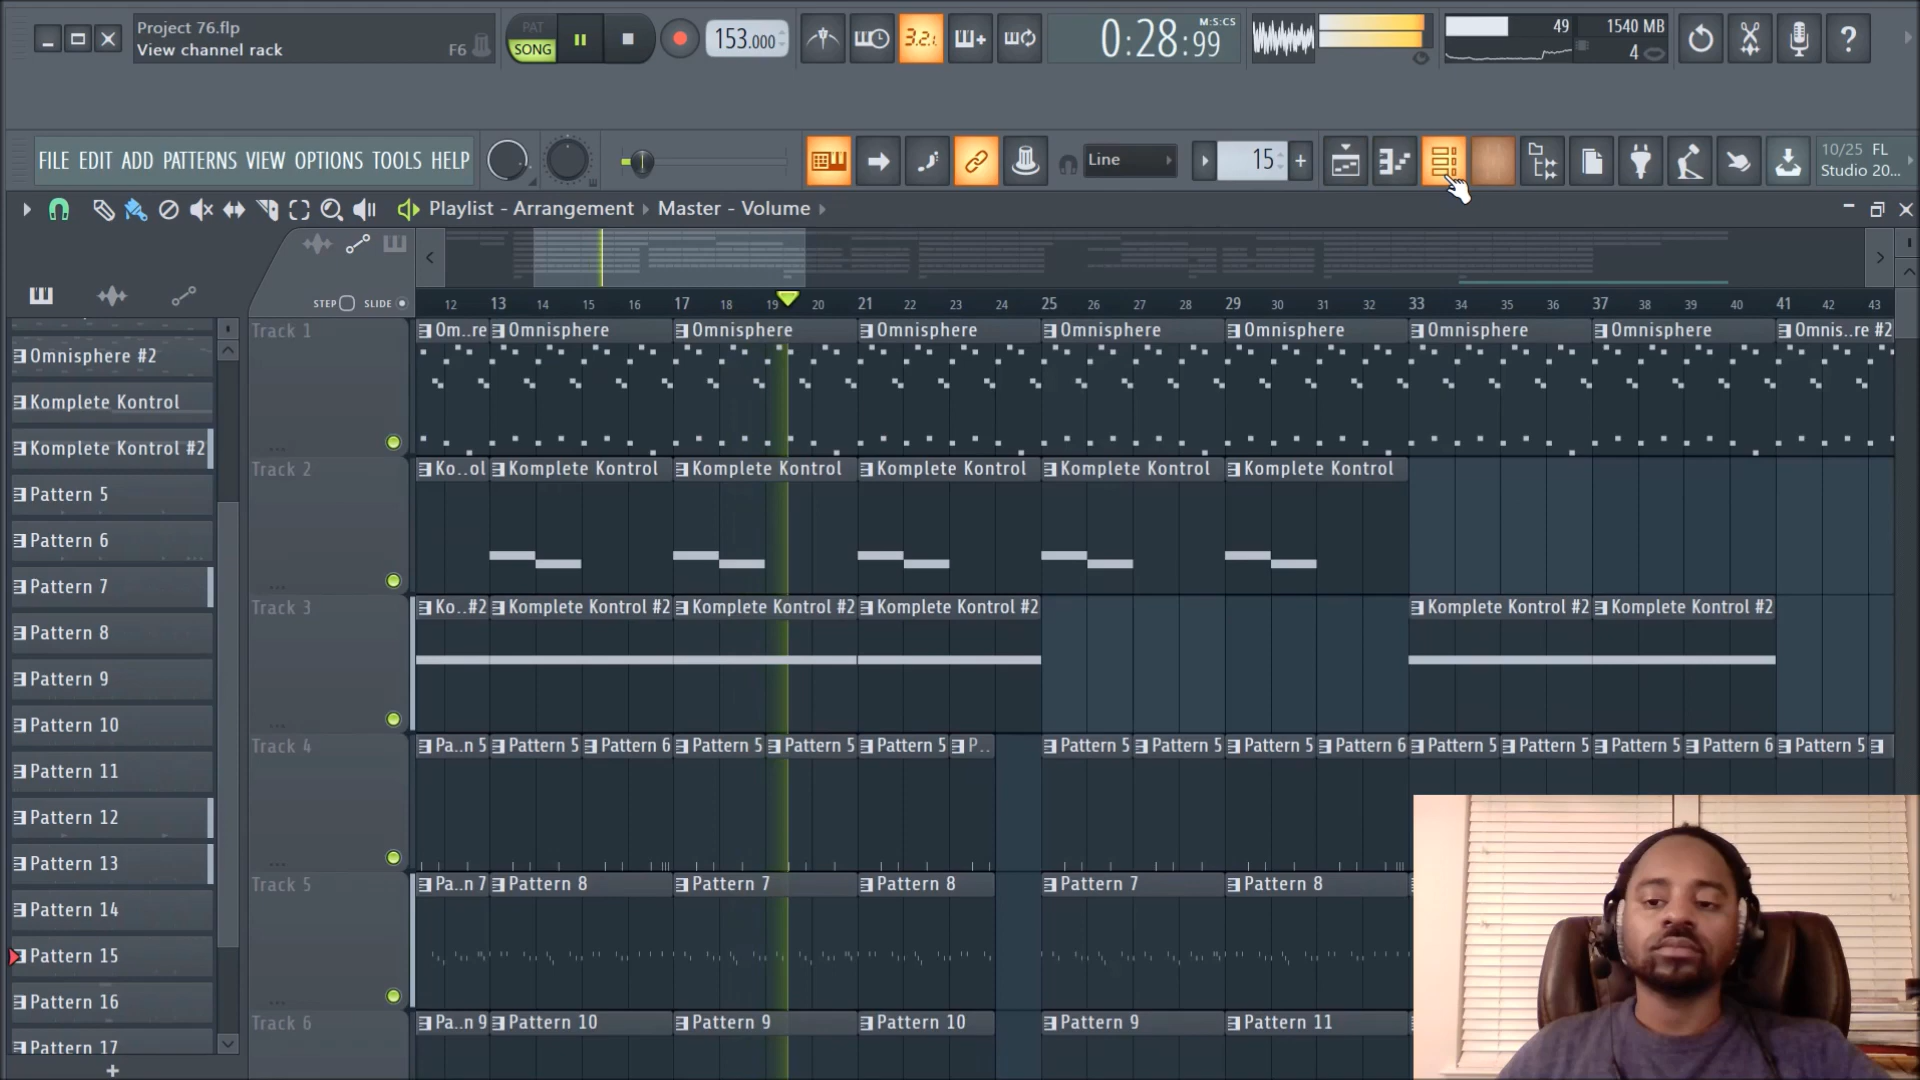 Project 76.flp
View channel rack F6
PAT
SONG
153.000
3.2.
0:28:99
M:S:CS
49 1540 MB
4
?
FILE EDIT ADD PATTERNS VIEW OPTIONS TOOLS HELP
Line
15 +
10/25 FL
Studio 20...
Playlist - Arrangement Master - Volume
STEP SLIDE
12 13 14 15 16 17 18 19 20 21 22 23 24 25 26 27 28 29 30 31 32 33 34 35 36 37 38 39 40 41 42 43
Omnisphere #2
Komplete Kontrol
Komplete Kontrol #2
Pattern 5
Pattern 6
Pattern 7
Pattern 8
Pattern 9
Pattern 10
Pattern 11
Pattern 12
Pattern 13
Pattern 14
Pattern 15
Pattern 16
Pattern 17
+
Track 1
Om..re Omnisphere Omnisphere Omnisphere Omnisphere Omnisphere Omnisphere Omnisphere Omnis..re #2
Track 2
Ko..ol Komplete Kontrol Komplete Kontrol Komplete Kontrol Komplete Kontrol Komplete Kontrol
Track 3
Ko..#2 Komplete Kontrol #2 Komplete Kontrol #2 Komplete Kontrol #2 Komplete Kontrol #2 Komplete Kontrol #2
Track 4
Pa..n 5 Pattern 5 Pattern 6 Pattern 5 Pattern 5 Pattern 5 P.. Pattern 5 Pattern 5 Pattern 5 Pattern 6 Pattern 5 Pattern 5 Pattern 5 Pattern 6 Pattern 5
Track 5
Pa..n 7 Pattern 8 Pattern 7 Pattern 8 Pattern 7 Pattern 8
Track 6
Pa..n 9 Pattern 10 Pattern 9 Pattern 10 Pattern 9 Pattern 11